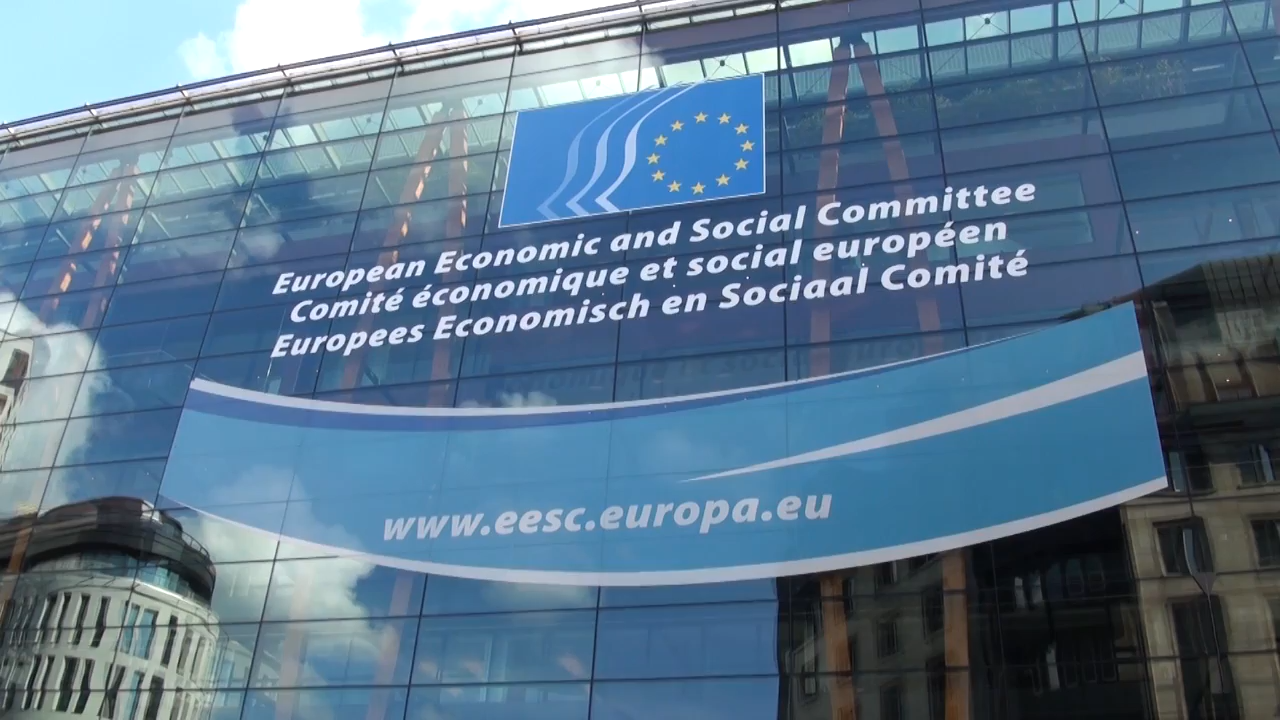 European Economic and Social Committee
Comité économique et social européen
Europees Economisch en Sociaal Comité
www.eesc.europa.eu